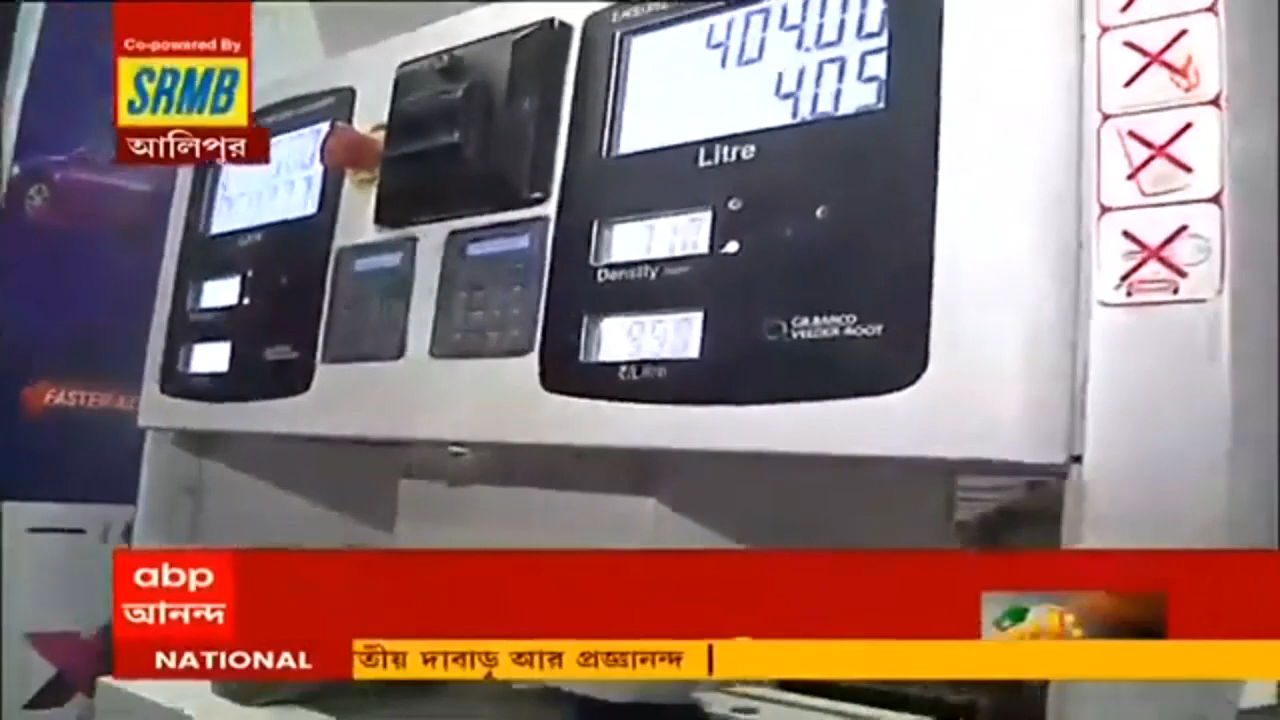 Co-powered By
SRMB
আলিপুর
404.00
4.05
Litre
Density
₹/Litre
GILBARCO
VEEDER-ROOT
abp
আনন্দ
NATIONAL
তীয় দাবাড়ু আর প্রজ্ঞানন্দ |